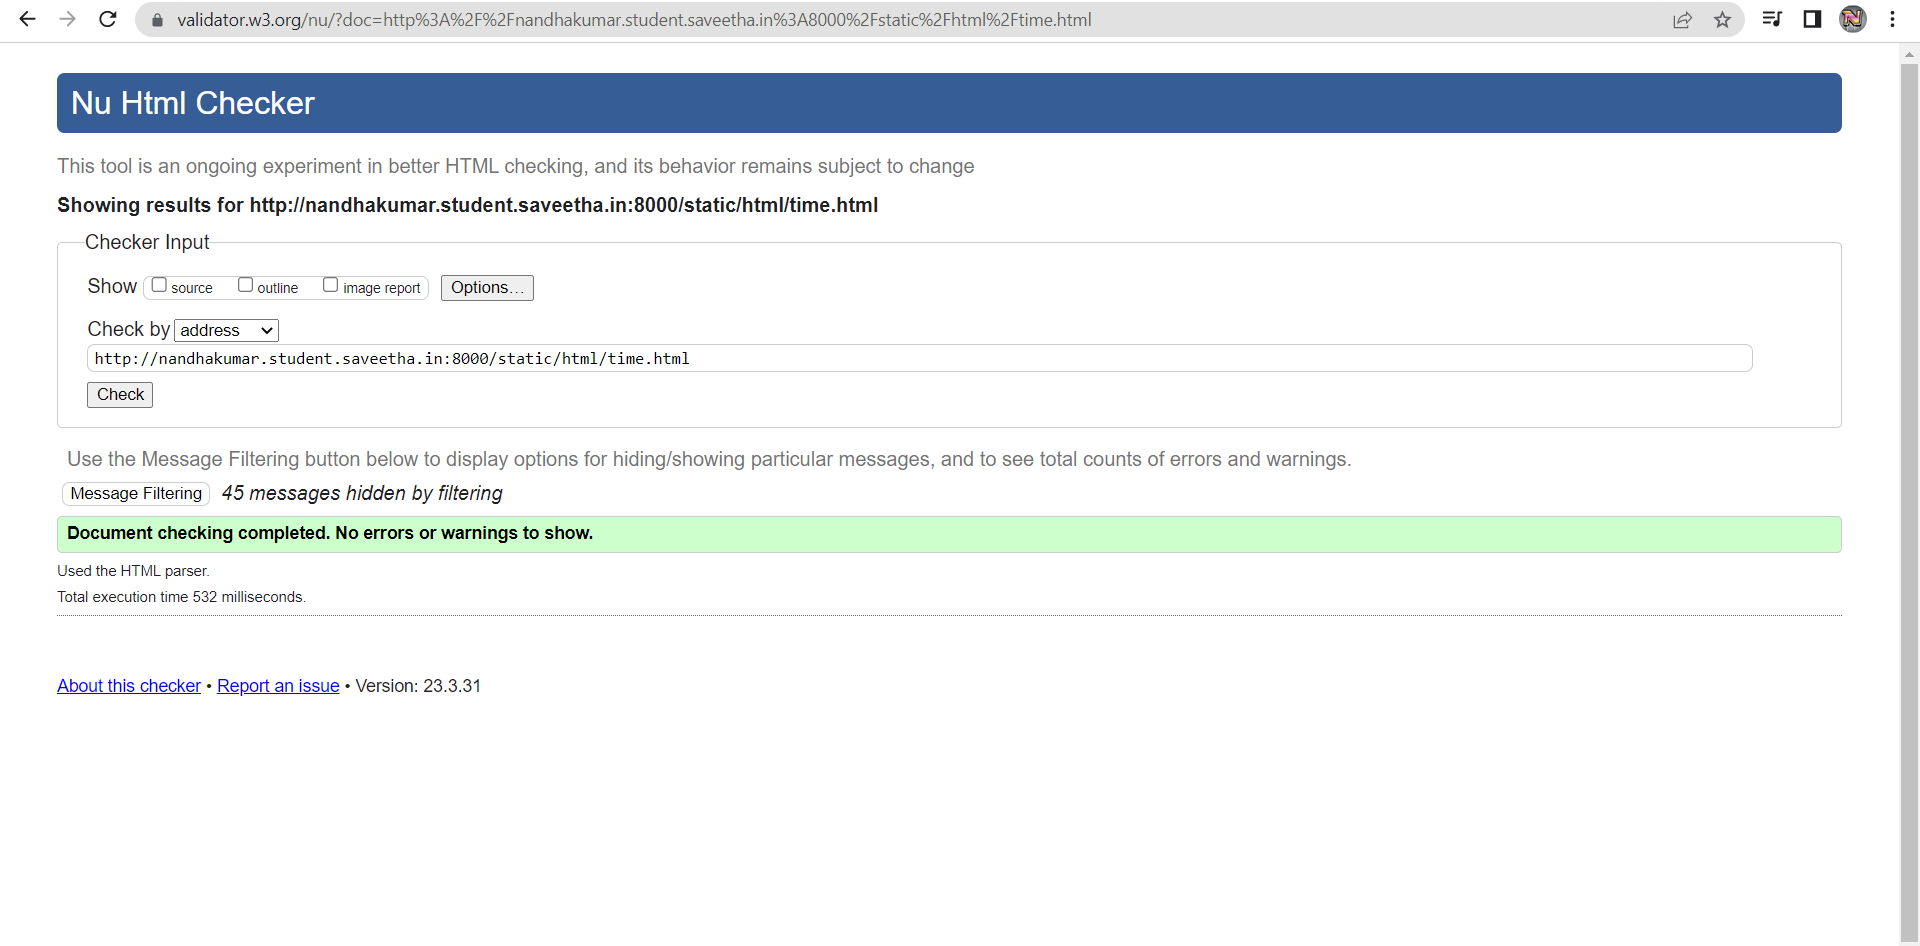 validator.w3.org/nu/?doc=http%3A%2F%2Fnandhakumar.student.saveetha.in%3A8000%2Fstatic%2Fhtml%2Ftime.html
Nu Html Checker
This tool is an ongoing experiment in better HTML checking, and its behavior remains subject to change
Showing results for http://nandhakumar.student.saveetha.in:8000/static/html/time.html
Checker Input
Show source outline image report Options...
Check by address
http://nandhakumar.student.saveetha.in:8000/static/html/time.html
Check
Use the Message Filtering button below to display options for hiding/showing particular messages, and to see total counts of errors and warnings.
Message Filtering 45 messages hidden by filtering
Document checking completed. No errors or warnings to show.
Used the HTML parser.
Total execution time 532 milliseconds.
About this checker • Report an issue • Version: 23.3.31